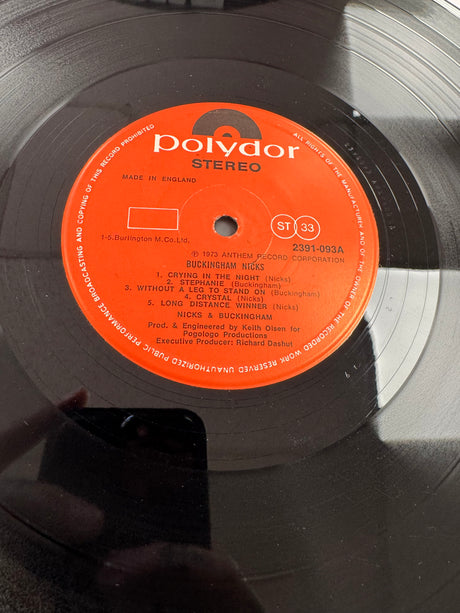 polydor
STEREO
MADE IN ENGLAND
1-5. Burlington M.Co.Ltd.
ST 33
2391-093A
℗ 1973 ANTHEM RECORD CORPORATION
BUCKINGHAM NICKS
1. CRYING IN THE NIGHT (Nicks)
2. STEPHANIE (Buckingham)
3. WITHOUT A LEG TO STAND ON (Buckingham)
4. CRYSTAL (Nicks)
5. LONG DISTANCE WINNER (Nicks)
NICKS & BUCKINGHAM
Prod. & Engineered by Keith Olsen for
Pogologo Productions
Executive Producer: Richard Dashut
ALL RIGHTS OF THE MANUFACTURER AND OF THE OWNER OF THE RECORDED WORK RESERVED UNAUTHORIZED PUBLIC PERFORMANCE BROADCASTING AND COPYING OF THIS RECORD PROHIBITED